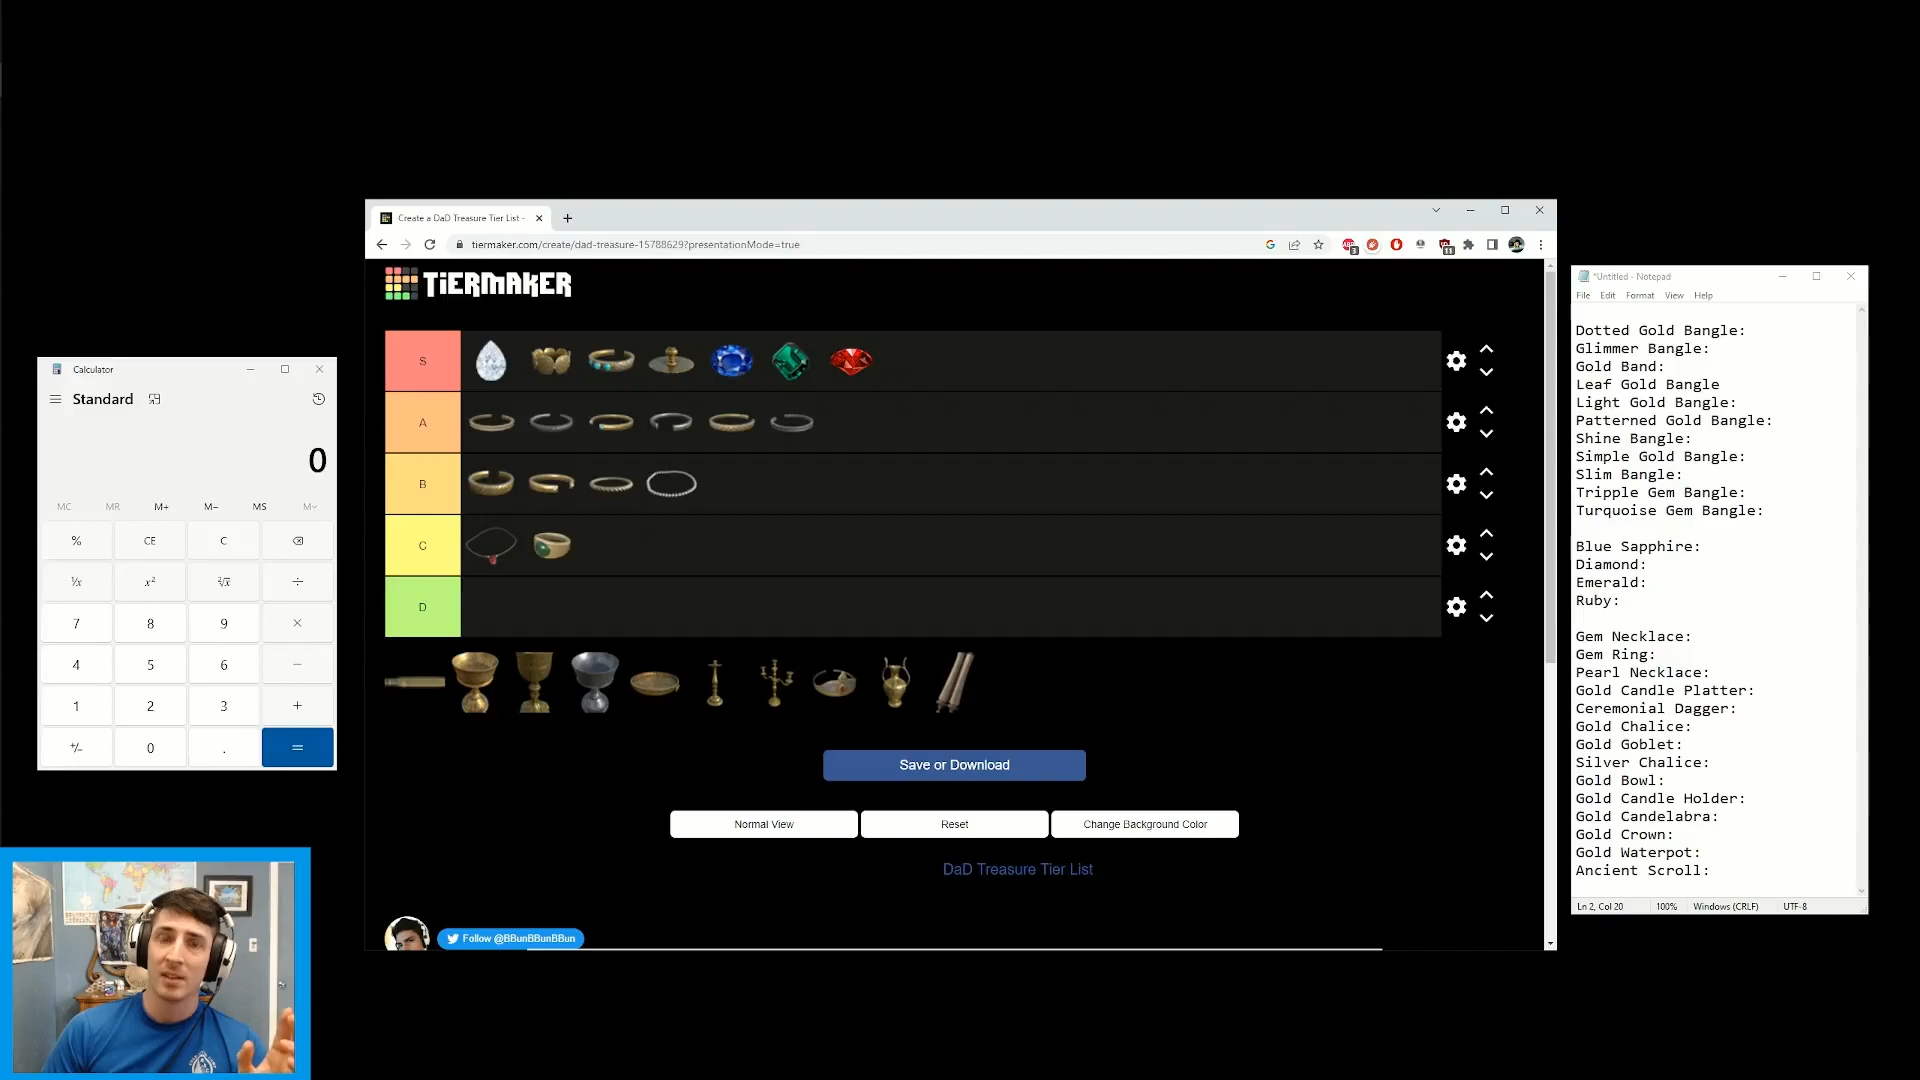 Create a DaD Treasure Tier List -
tiermaker.com/create/dad-treasure-15788629?presentationMode=true
3
11
TiERMAKER
S
A
B
C
D
Save or Download
Normal View
Reset
Change Background Color
DaD Treasure Tier List
Follow @BBunBBunBBun
Calculator
Standard
0
MC MR M+ M− MS M
% CE C
¹⁄x x² ²√x ÷
7 8 9 ×
4 5 6 −
1 2 3 +
+/− 0 . =
*Untitled - Notepad
File Edit Format View Help
Dotted Gold Bangle:
Glimmer Bangle:
Gold Band:
Leaf Gold Bangle
Light Gold Bangle:
Patterned Gold Bangle:
Shine Bangle:
Simple Gold Bangle:
Slim Bangle:
Tripple Gem Bangle:
Turquoise Gem Bangle:
Blue Sapphire:
Diamond:
Emerald:
Ruby:
Gem Necklace:
Gem Ring:
Pearl Necklace:
Gold Candle Platter:
Ceremonial Dagger:
Gold Chalice:
Gold Goblet:
Silver Chalice:
Gold Bowl:
Gold Candle Holder:
Gold Candelabra:
Gold Crown:
Gold Waterpot:
Ancient Scroll:
Ln 2, Col 20 100% Windows (CRLF) UTF-8